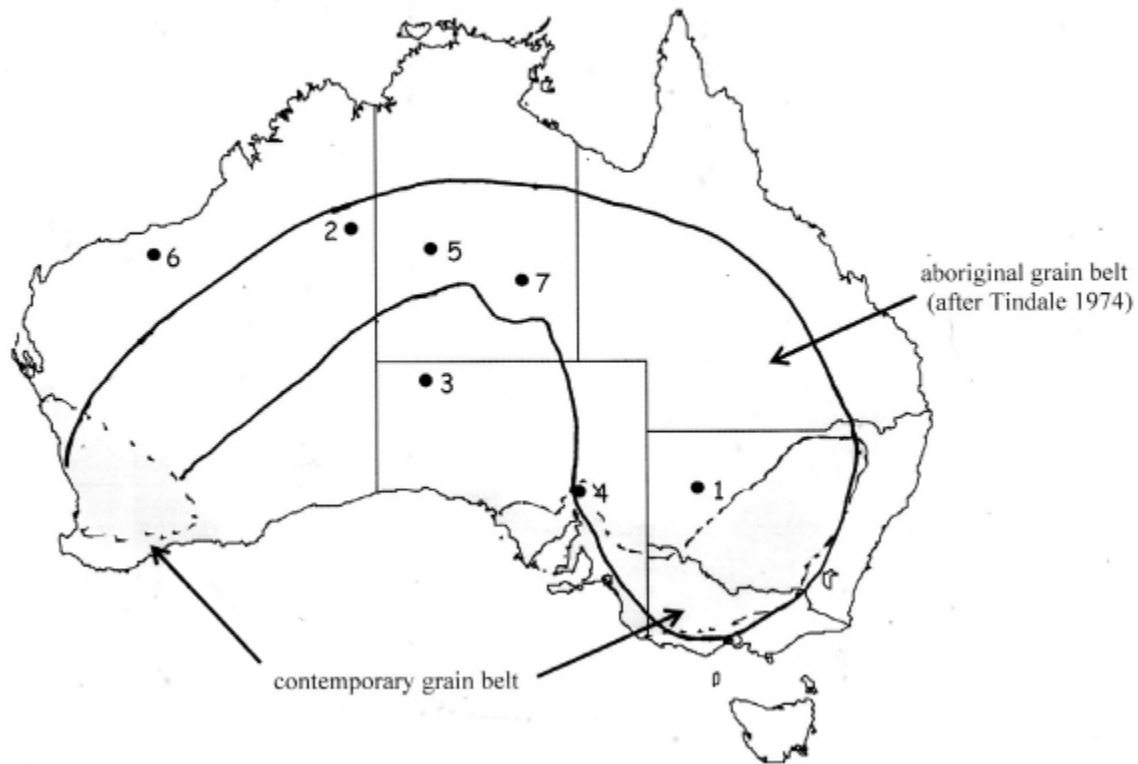 2
5
6
7
aboriginal grain belt
(after Tindale 1974)
3
1
4
contemporary grain belt